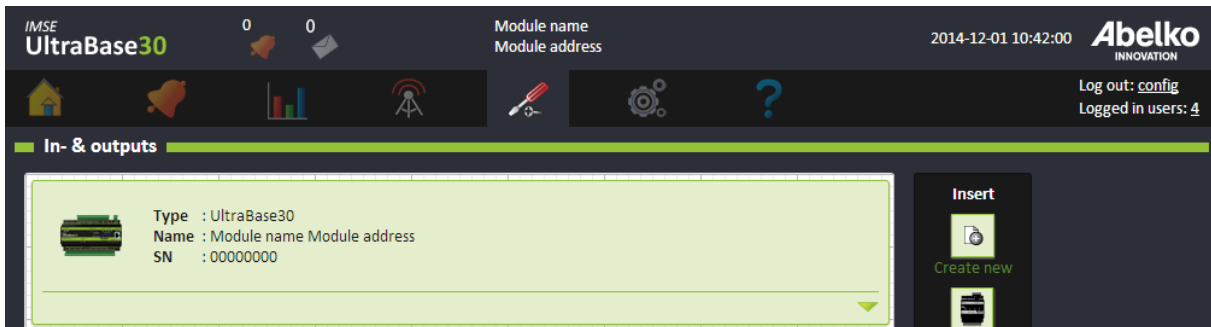 IMSE
UltraBase30
0
0
Module name
Module address
2014-12-01 10:42:00
Abelko
INNOVATION
Log out: config
Logged in users: 4
In- & outputs
Type : UltraBase30
Name : Module name Module address
SN : 00000000
Insert
Create new